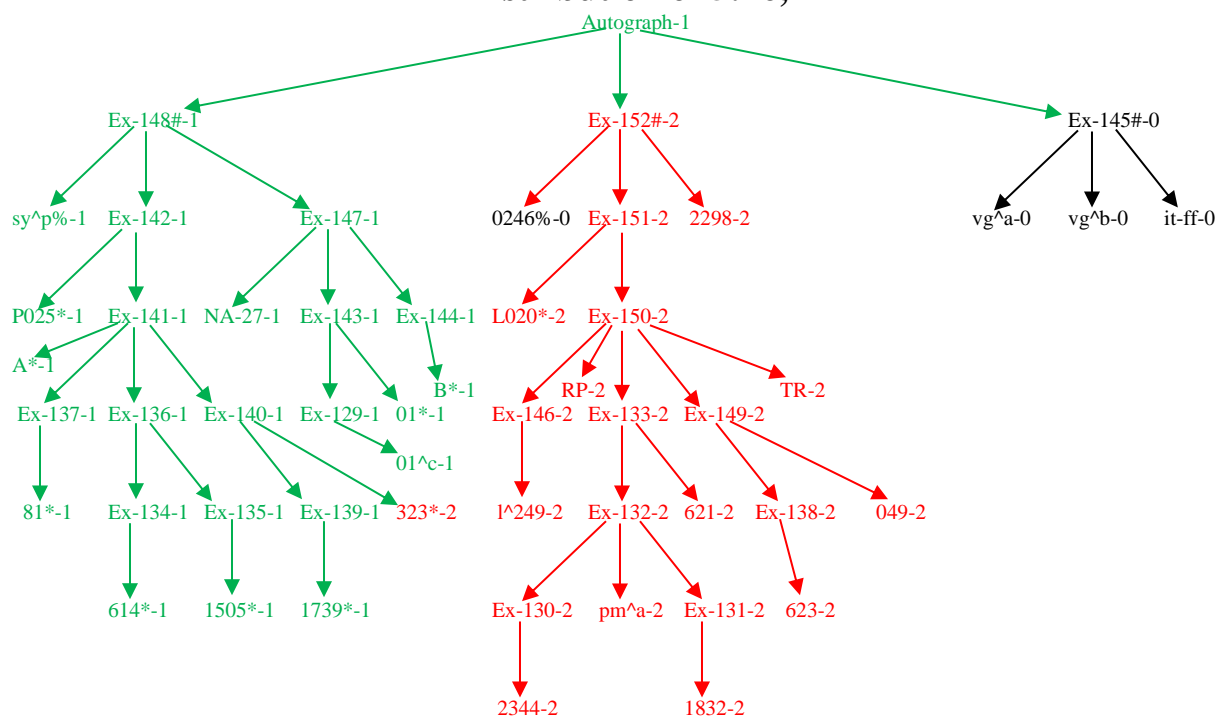 Autograph-1
Ex-148#-1 Ex-152#-2 Ex-145#-0
sy^p%-1 Ex-142-1 Ex-147-1 0246%-0 Ex-151-2 2298-2 vg^a-0 vg^b-0 it-ff-0
P025*-1 Ex-141-1 NA-27-1 Ex-143-1 Ex-144-1 L020*-2 Ex-150-2
A*-1 B*-1 RP-2 TR-2
Ex-137-1 Ex-136-1 Ex-140-1 Ex-129-1 01*-1 Ex-146-2 Ex-133-2 Ex-149-2
01^c-1
81*-1 Ex-134-1 Ex-135-1 Ex-139-1 323*-2 l^249-2 Ex-132-2 621-2 Ex-138-2 049-2
614*-1 1505*-1 1739*-1 Ex-130-2 pm^a-2 Ex-131-2 623-2
2344-2 1832-2